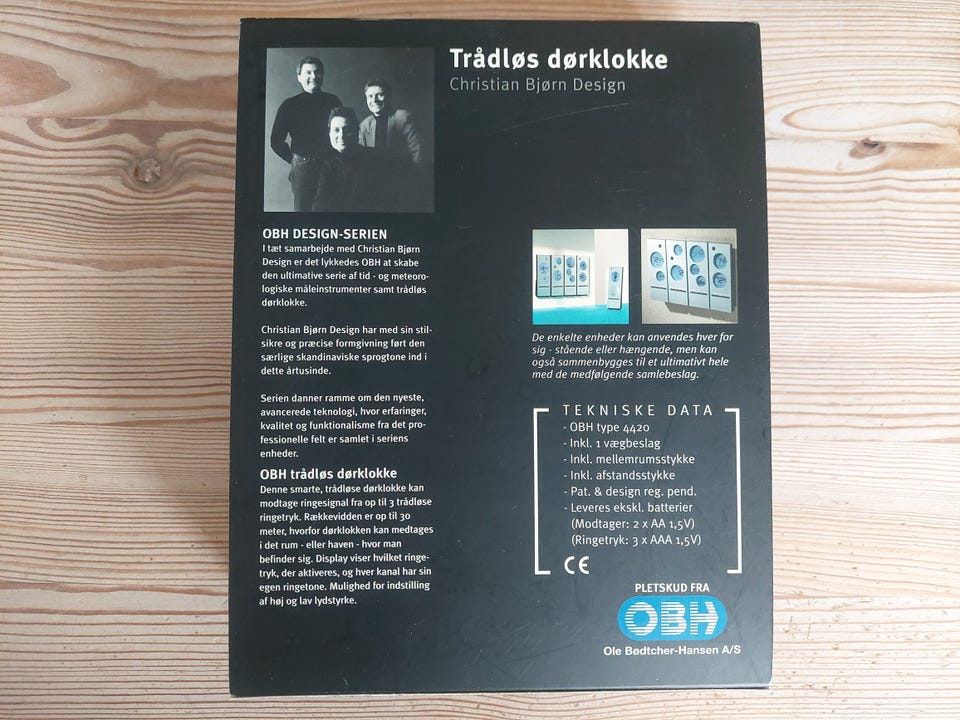 Trådløs dørklokke
Christian Bjørn Design
OBH DESIGN-SERIEN
I tæt samarbejde med Christian Bjørn
Design er det lykkedes OBH at skabe
den ultimative serie af tid - og meteoro-
logiske måleinstrumenter samt trådløs
dørklokke.
Christian Bjørn Design har med sin stil-
sikre og præcise formgivning ført den
særlige skandinaviske sprogtone ind i
dette årtusinde.
Serien danner ramme om den nyeste,
avancerede teknologi, hvor erfaringer,
kvalitet og funktionalisme fra det pro-
fessionelle felt er samlet i seriens
enheder.
OBH trådløs dørklokke
Denne smarte, trådløse dørklokke kan
modtage ringesignal fra op til 3 trådløse
ringetryk. Rækkevidden er op til 30
meter, hvorfor dørklokken kan medtages
i det rum - eller haven - hvor man
befinder sig. Display viser hvilket ringe-
tryk, der aktiveres, og hver kanal har sin
egen ringetone. Mulighed for indstilling
af høj og lav lydstyrke.
De enkelte enheder kan anvendes hver for
sig - stående eller hængende, men kan
også sammenbygges til et ultimativt hele
med de medfølgende samlebeslag.
TEKNISKE DATA
- OBH type 4420
- Inkl. 1 vægbeslag
- Inkl. mellemrumsstykke
- Inkl. afstandsstykke
- Pat. & design reg. pend.
- Leveres ekskl. batterier
(Modtager: 2 x AA 1,5V)
(Ringetryk: 3 x AAA 1,5V)
CE
PLETSKUD FRA
OBH
Ole Bødtcher-Hansen A/S